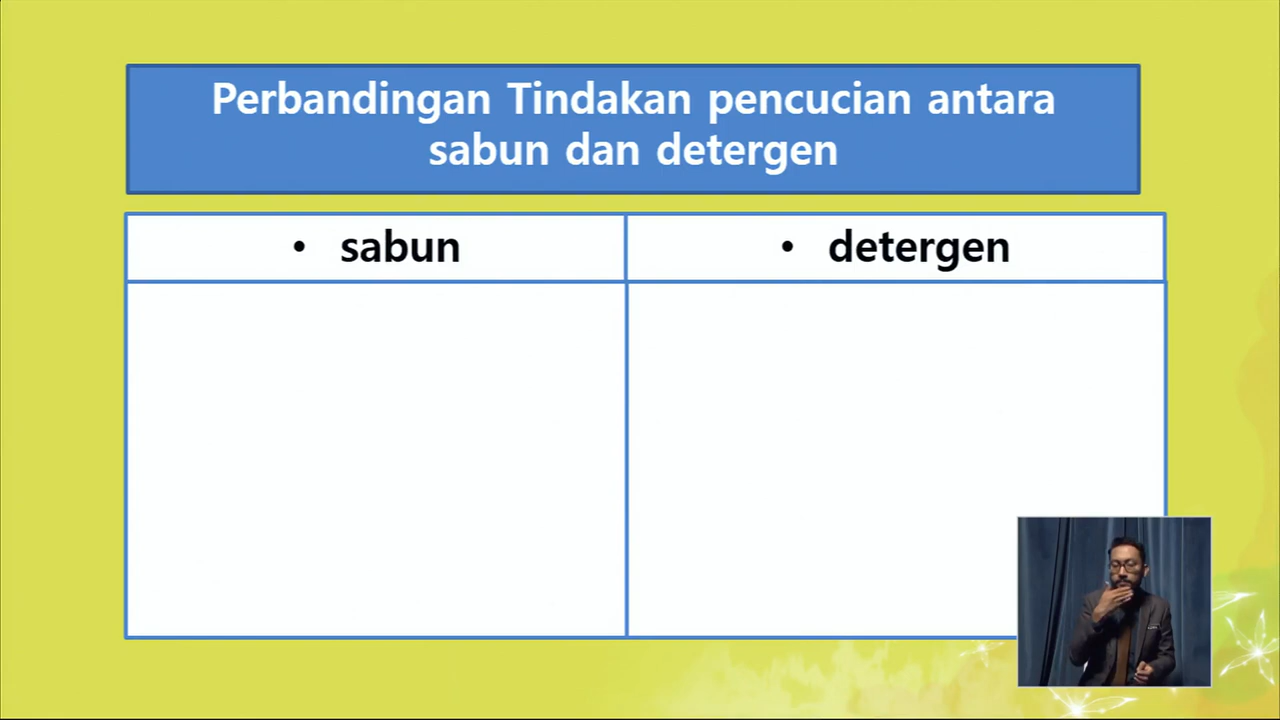 Perbandingan Tindakan pencucian antara
sabun dan detergen
• sabun
• detergen